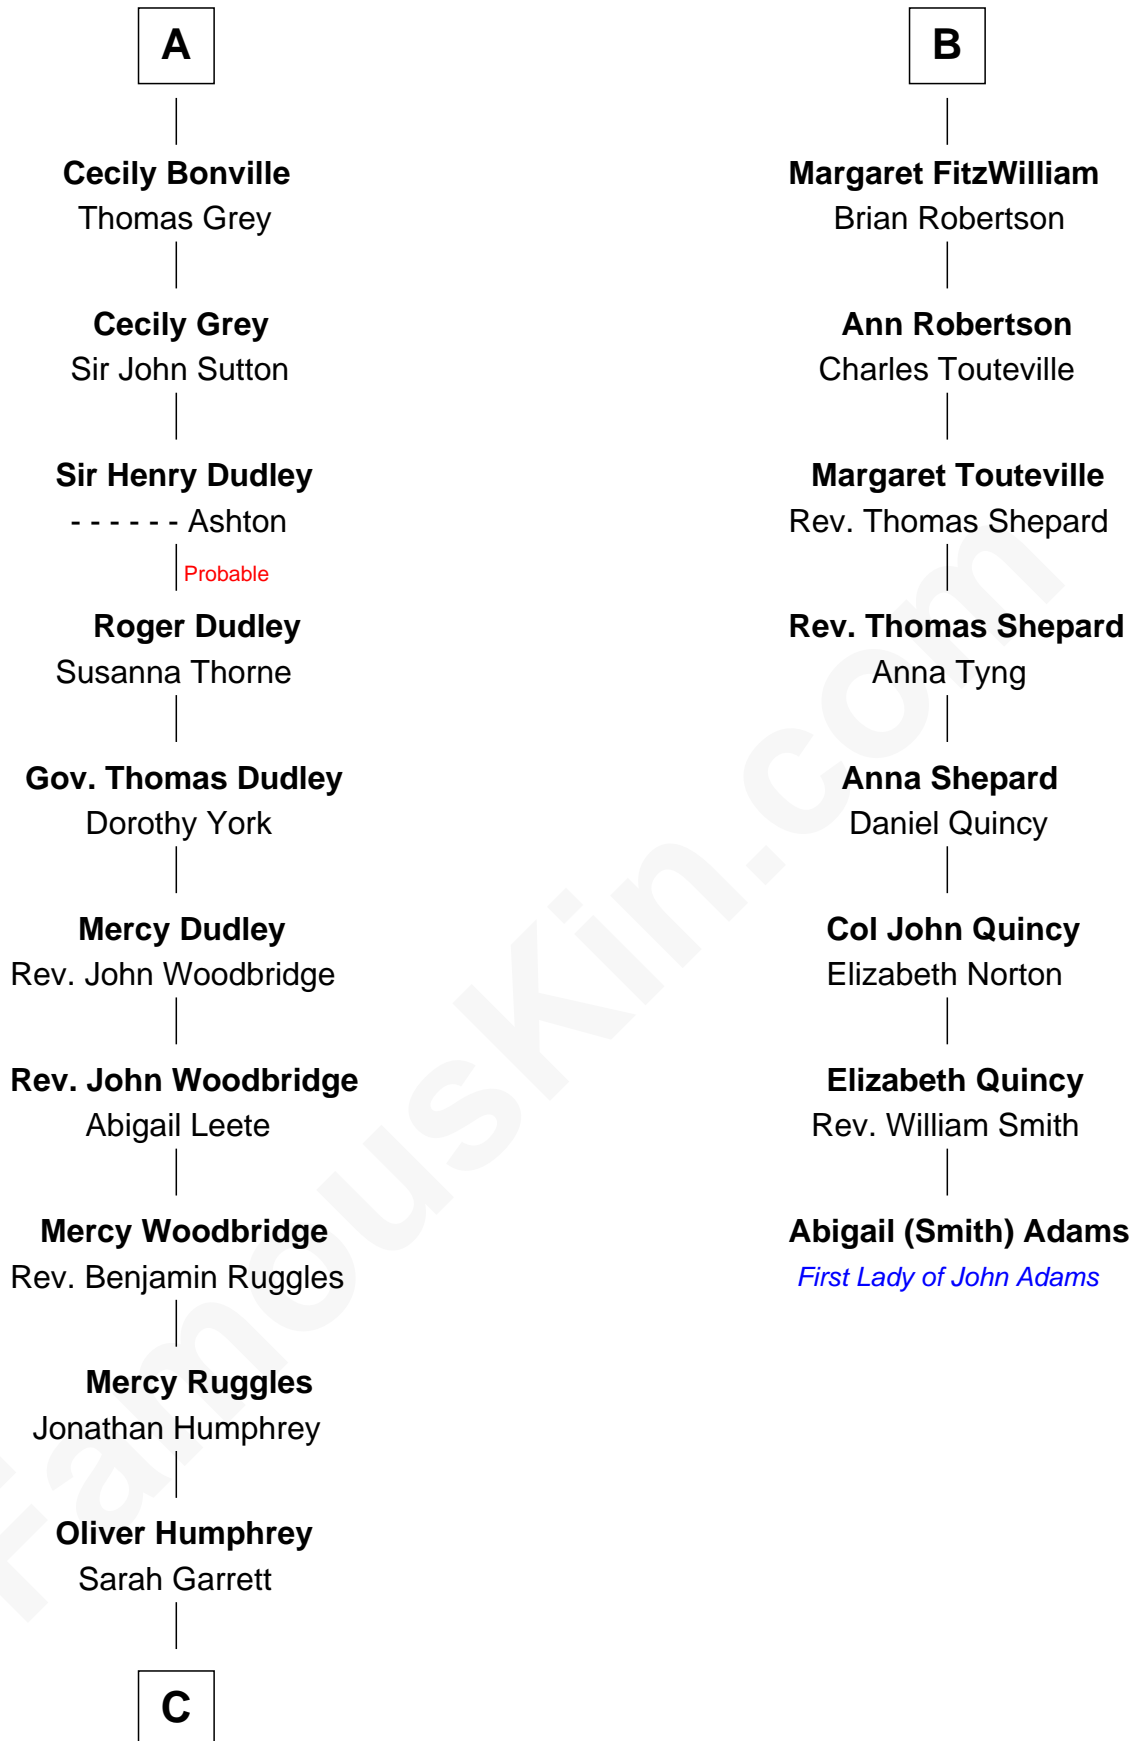 A
Cecily Bonville
Thomas Grey
Cecily Grey
Sir John Sutton
Sir Henry Dudley
- - - - - - Ashton
Probable
Roger Dudley
Susanna Thorne
Gov. Thomas Dudley
Dorothy York
Mercy Dudley
Rev. John Woodbridge
Rev. John Woodbridge
Abigail Leete
Mercy Woodbridge
Rev. Benjamin Ruggles
Mercy Ruggles
Jonathan Humphrey
Oliver Humphrey
Sarah Garrett
C
B
Margaret FitzWilliam
Brian Robertson
Ann Robertson
Charles Touteville
Margaret Touteville
Rev. Thomas Shepard
Rev. Thomas Shepard
Anna Tyng
Anna Shepard
Daniel Quincy
Col John Quincy
Elizabeth Norton
Elizabeth Quincy
Rev. William Smith
Abigail (Smith) Adams
First Lady of John Adams
FamousKin.com